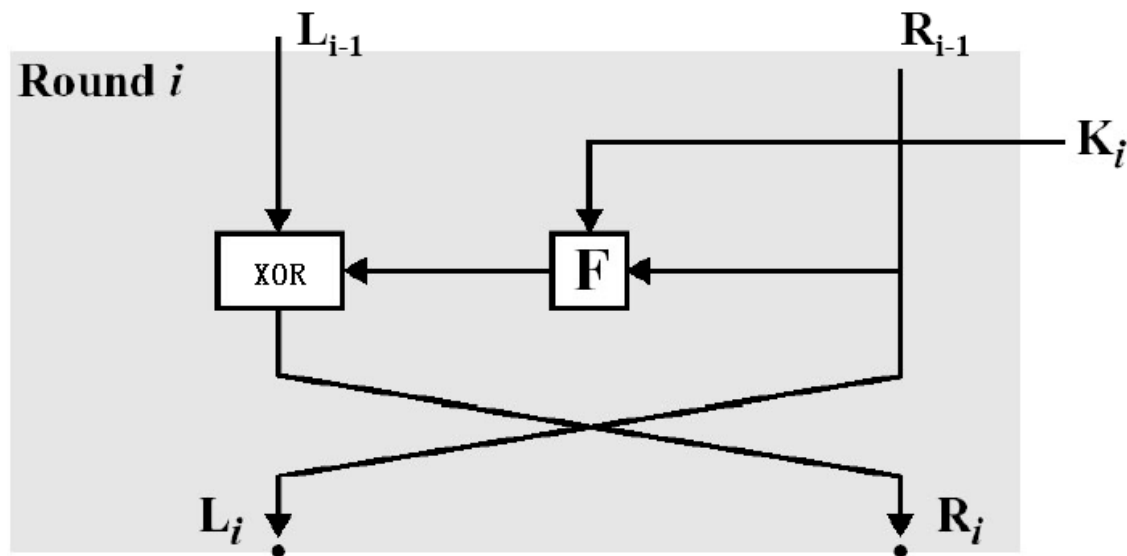 L_{i-1}
R_{i-1}
Round i
K_i
XOR
F
L_i
R_i